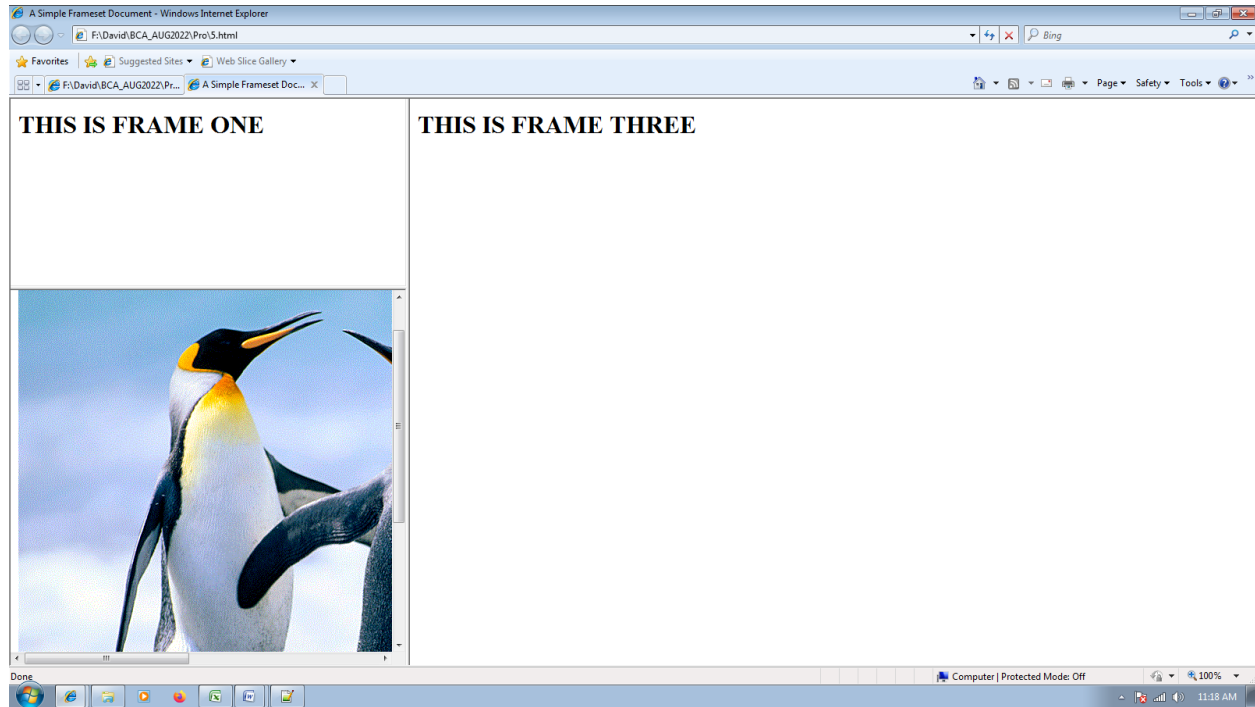 A Simple Frameset Document - Windows Internet Explorer
F:\David\BCA_AUG2022\Pro\5.html
Bing
Favorites
Suggested Sites
Web Slice Gallery
F:\David\BCA_AUG2022\Pr...
A Simple Frameset Doc...
Page
Safety
Tools
THIS IS FRAME ONE
THIS IS FRAME THREE
Done
Computer | Protected Mode: Off
100%
11:18 AM